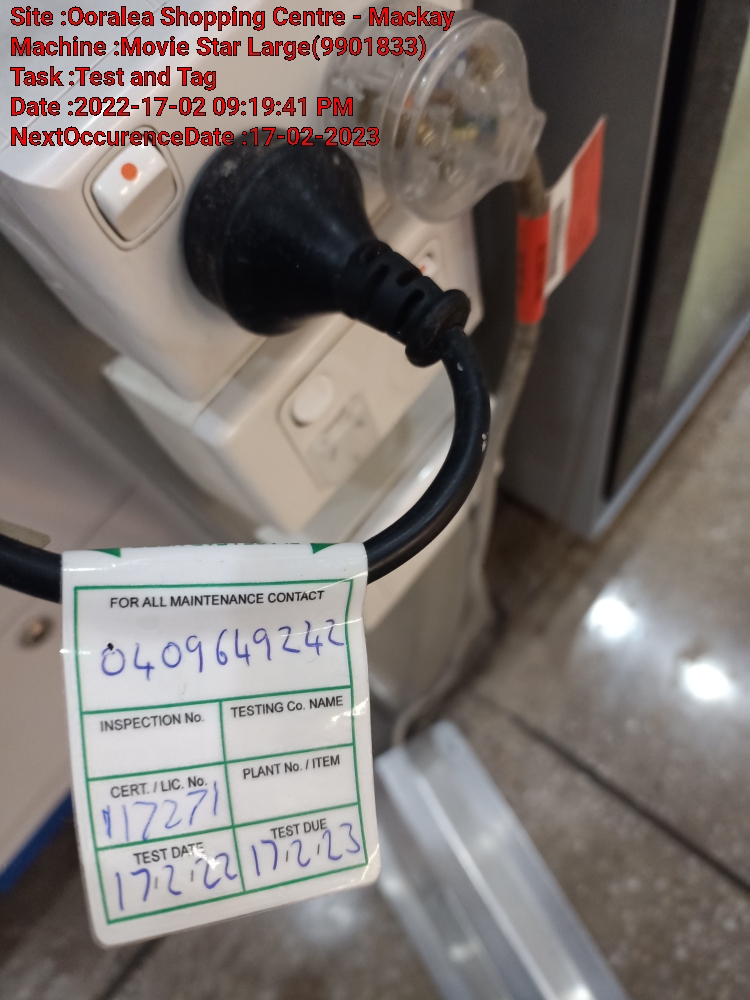 Site :Ooralea Shopping Centre - Mackay
Machine :Movie Star Large(9901833)
Task :Test and Tag
Date :2022-17-02 09:19:41 PM
NextOccurenceDate :17-02-2023
FOR ALL MAINTENANCE CONTACT
0409649242
INSPECTION No.
TESTING Co. NAME
CERT. / LIC. No.
PLANT No. / ITEM
117271
TEST DATE
TEST DUE
17.2.22
17.2.23